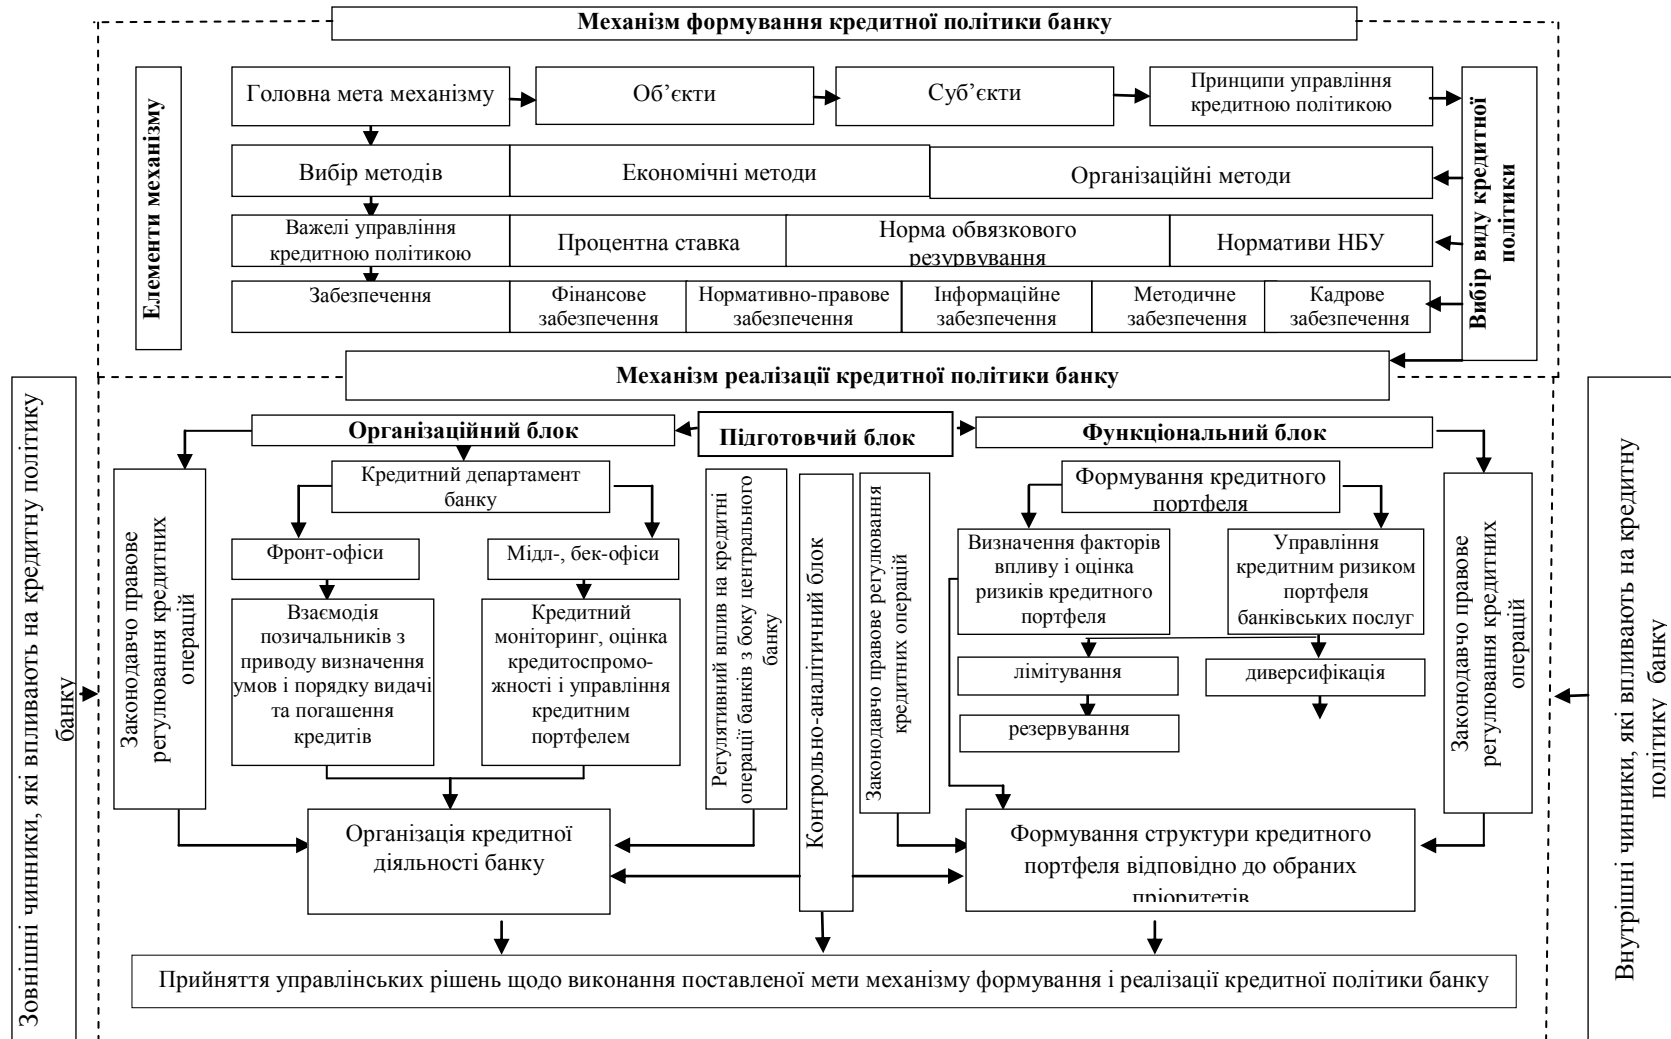 Механізм формування кредитної політики банку
Елементи механізму
Головна мета механізму
Об’єкти
Суб’єкти
Принципи управління
кредитною політикою
Вибір виду кредитної
політики
Вибір методів
Економічні методи
Організаційні методи
Важелі управління
кредитною політикою
Процентна ставка
Норма обвязкового
резурвування
Нормативи НБУ
Забезпечення
Фінансове
забезпечення
Нормативно-правове
забезпечення
Інформаційне
забезпечення
Методичне
забезпечення
Кадрове
забезпечення
Механізм реалізації кредитної політики банку
Зовнішні чинники, які впливають на кредитну політику
банку
Внутрішні чинники, які впливають на кредитну
політику банку
Організаційний блок
Підготовчий блок
Функціональний блок
Законодавчо правове
регулювання кредитних
операцій
Кредитний департамент
банку
Фронт-офіси
Мідл-, бек-офіси
Взаємодія
позичальників з
приводу визначення
умов і порядку видачі
та погашення
кредитів
Кредитний
моніторинг, оцінка
кредитоспромо-
жності і управління
кредитним
портфелем
Регулятивний вплив на кредитні
операції банків з боку центрального
банку
Контрольно-аналітичний блок
Законодавчо правове регулювання
кредитних операцій
Формування кредитного
портфеля
Визначення факторів
впливу і оцінка
ризиків кредитного
портфеля
Управління
кредитним ризиком
портфеля
банківських послуг
лімітування
диверсифікація
резервування
Законодавчо правове
регулювання кредитних
операцій
Організація кредитної
діяльності банку
Формування структури кредитного
портфеля відповідно до обраних
пріоритетів
Прийняття управлінських рішень щодо виконання поставленої мети механізму формування і реалізації кредитної політики банку